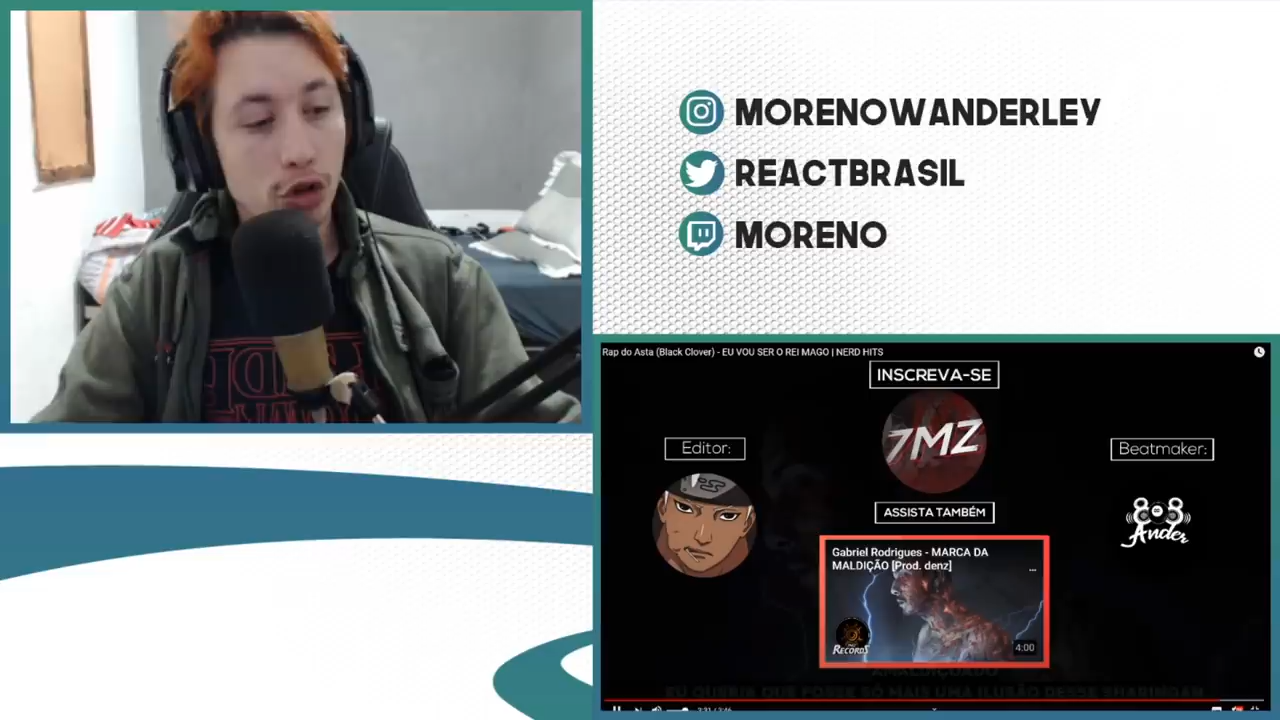 MORENOWANDERLEY
REACTBRASIL
MORENO
Rap do Asta (Black Clover) - EU VOU SER O REI MAGO | NERD HITS
INSCREVA-SE
7MZ
Editor:
Beatmaker:
808 Ander
ASSISTA TAMBÉM
Gabriel Rodrigues - MARCA DA
MALDIÇÃO [Prod. denz]
RECORDS
4:00
AMALDIÇOADO
EU QUERIA QUE FOSSE SÓ MAIS UMA ILUSÃO DESSE SHARINGAN